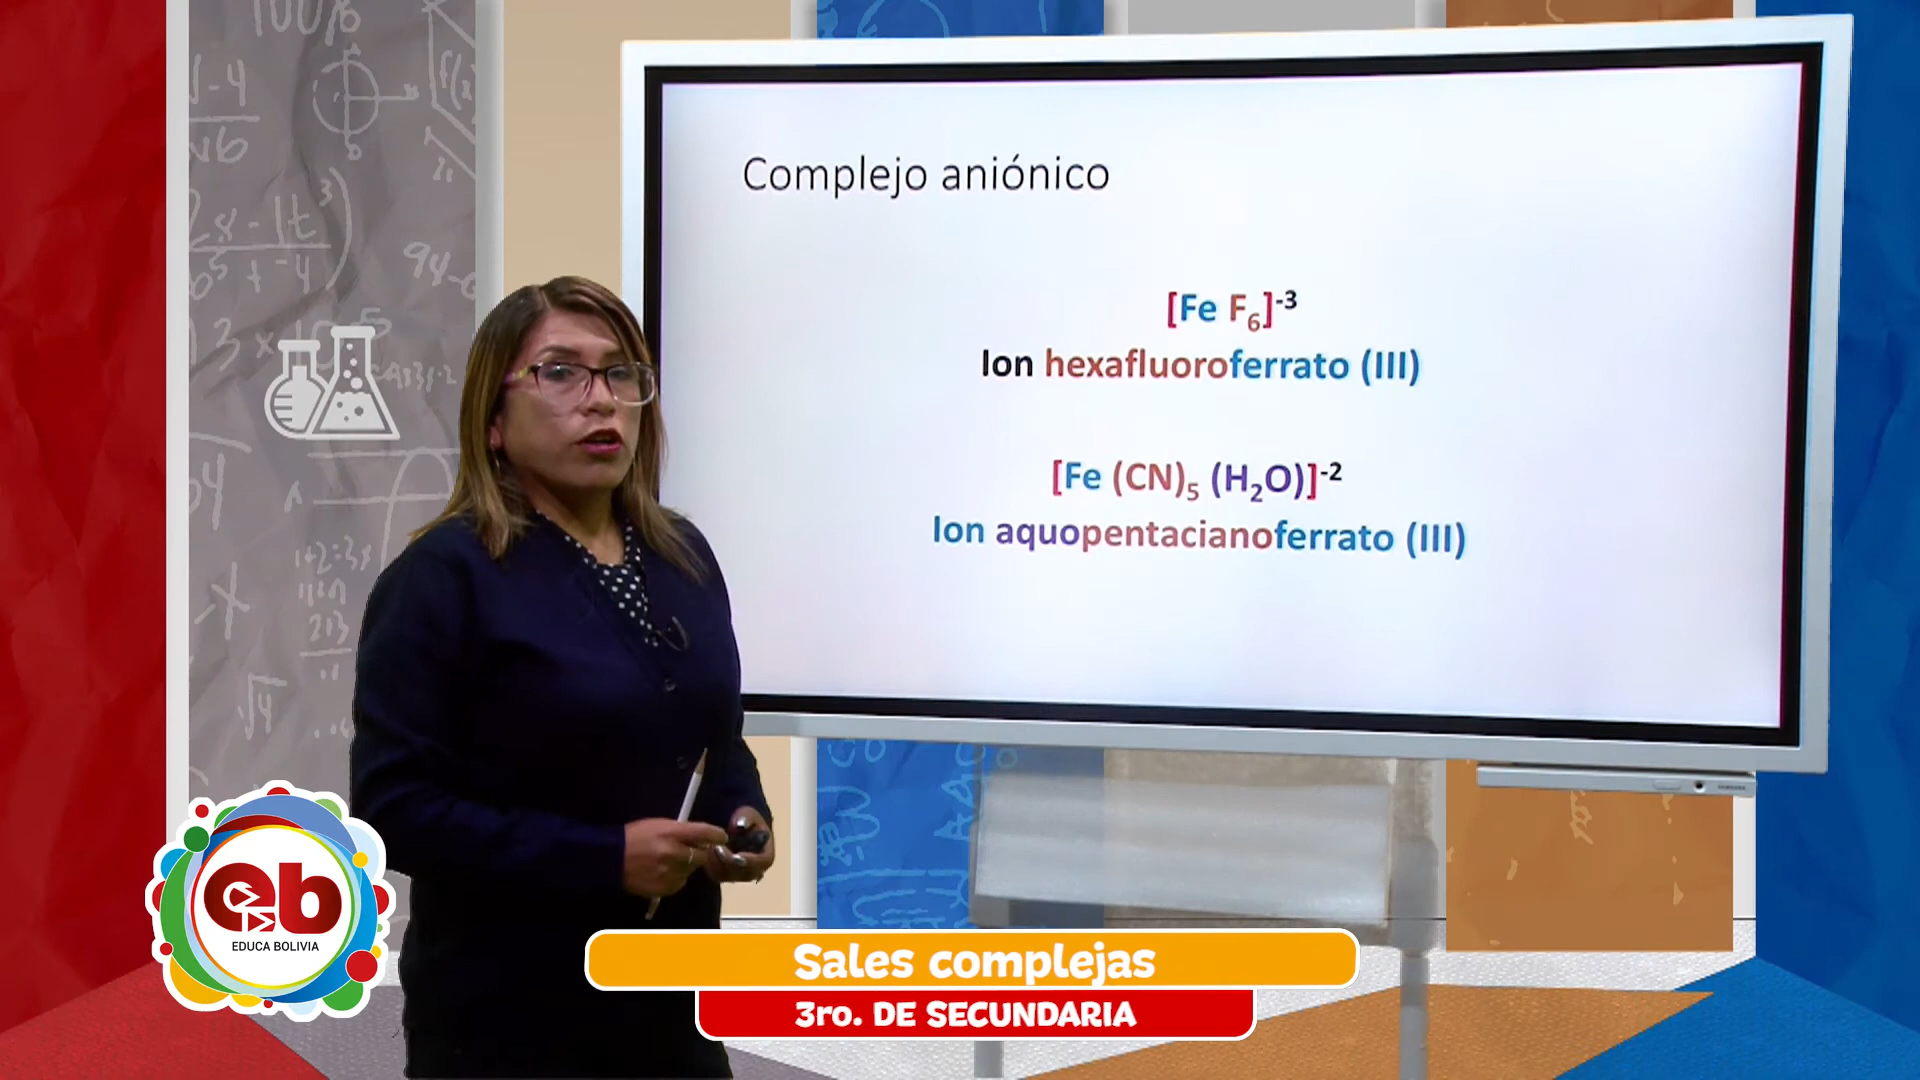 Complejo aniónico
[Fe F₆]⁻³
Ion hexafluoroferrato (III)
[Fe (CN)₅ (H₂O)]⁻²
Ion aquopentacianoferrato (III)
eb
EDUCA BOLIVIA
Sales complejas
3ro. DE SECUNDARIA